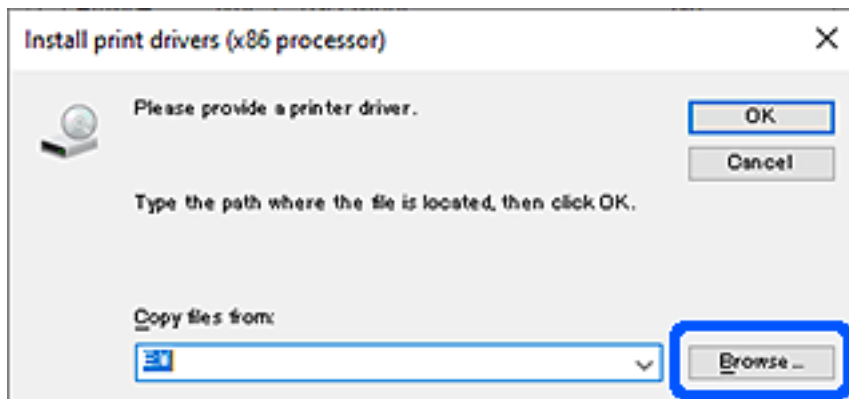 Install print drivers (x86 processor)
Please provide a printer driver.
OK
Cancel
Type the path where the file is located, then click OK.
Copy files from:
Browse...